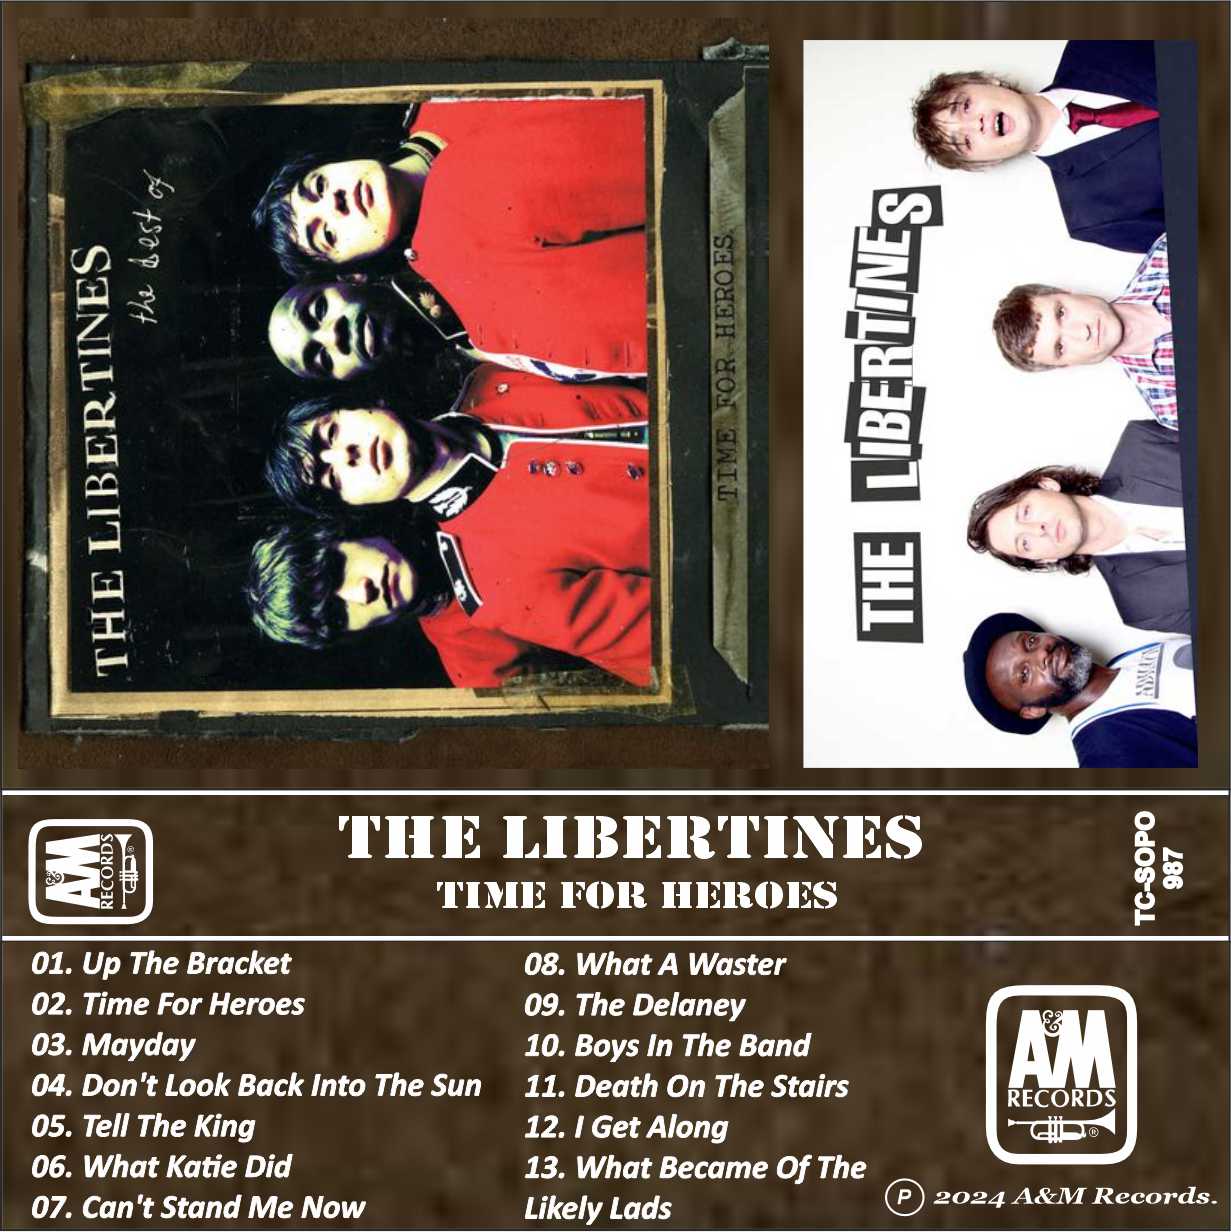 THE LIBERTINES
the best of
TIME FOR HEROES
THE LIBERTINES
A&M
RECORDS
®
THE LIBERTINES
TIME FOR HEROES
TC-SOPO
987
01. Up The Bracket
02. Time For Heroes
03. Mayday
04. Don't Look Back Into The Sun
05. Tell The King
06. What Katie Did
07. Can't Stand Me Now
08. What A Waster
09. The Delaney
10. Boys In The Band
11. Death On The Stairs
12. I Get Along
13. What Became Of The
Likely Lads
A&M
RECORDS
®
Ⓟ 2024 A&M Records.